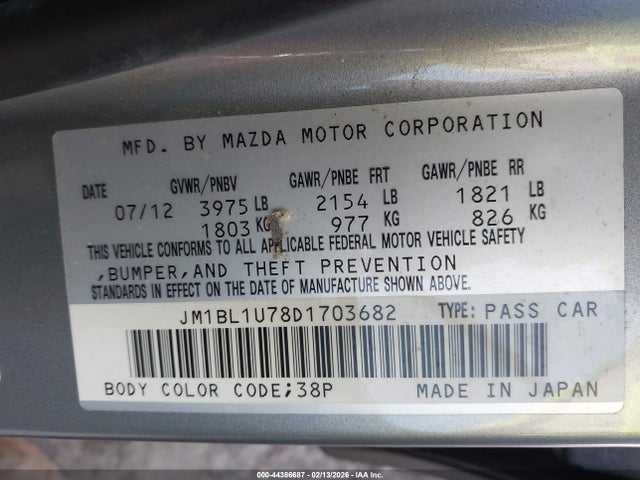 MFD. BY MAZDA MOTOR CORPORATION
DATE GVWR/PNBV GAWR/PNBE FRT GAWR/PNBE RR
07/12 3975 LB 2154 LB 1821 LB
1803 KG 977 KG 826 KG
THIS VEHICLE CONFORMS TO ALL APPLICABLE FEDERAL MOTOR VEHICLE SAFETY
,BUMPER,AND THEFT PREVENTION
STANDARDS IN EFFECT ON THE DATE OF MANUFACTURE SHOWN ABOVE.
JM1BL1U78D1703682 TYPE: PASS CAR
BODY COLOR CODE;38P MADE IN JAPAN
000-44386687 - 02/13/2026 - IAA Inc.